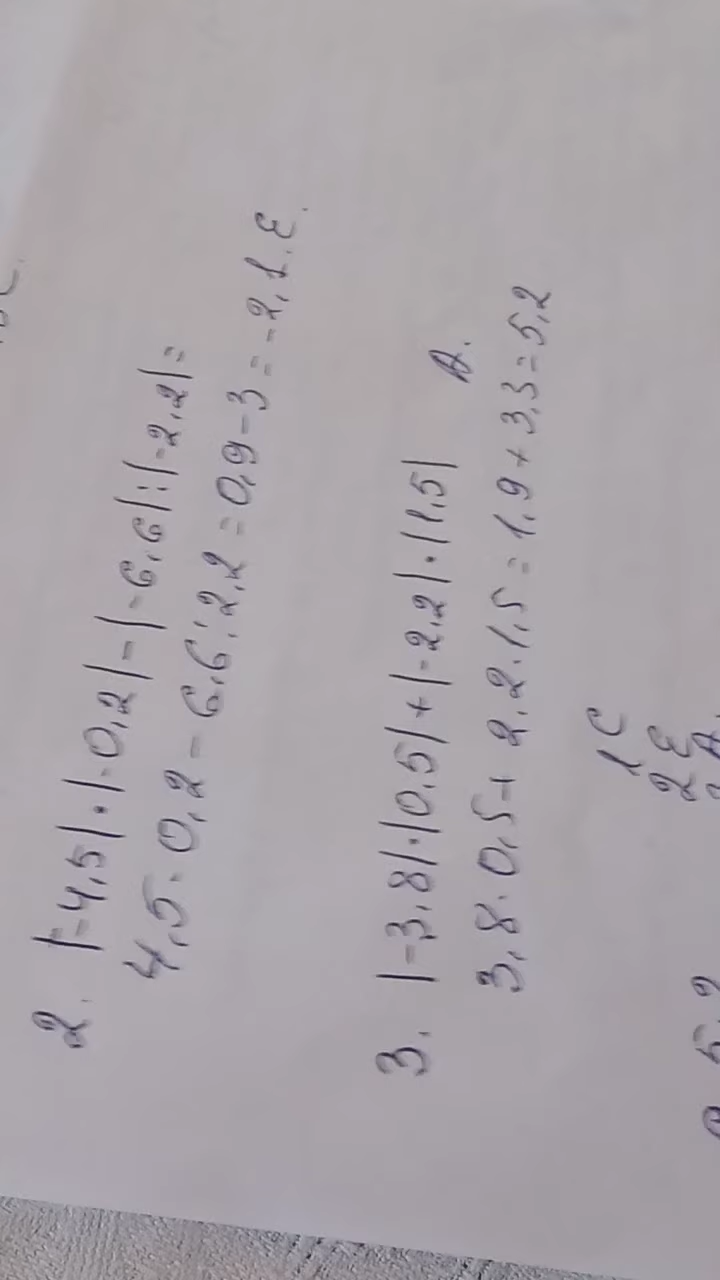 2. |-4,5|·|-0,2|-|-6,6|:|-2,2|=
4,5·0,2-6,6:2,2=0,9-3=-2,1. E.
3. |-3,8|·|0,5|+|-2,2|·|1,5| A.
3,8·0,5+2,2·1,5=1,9+3,3=5,2
1 C
2 E
A.